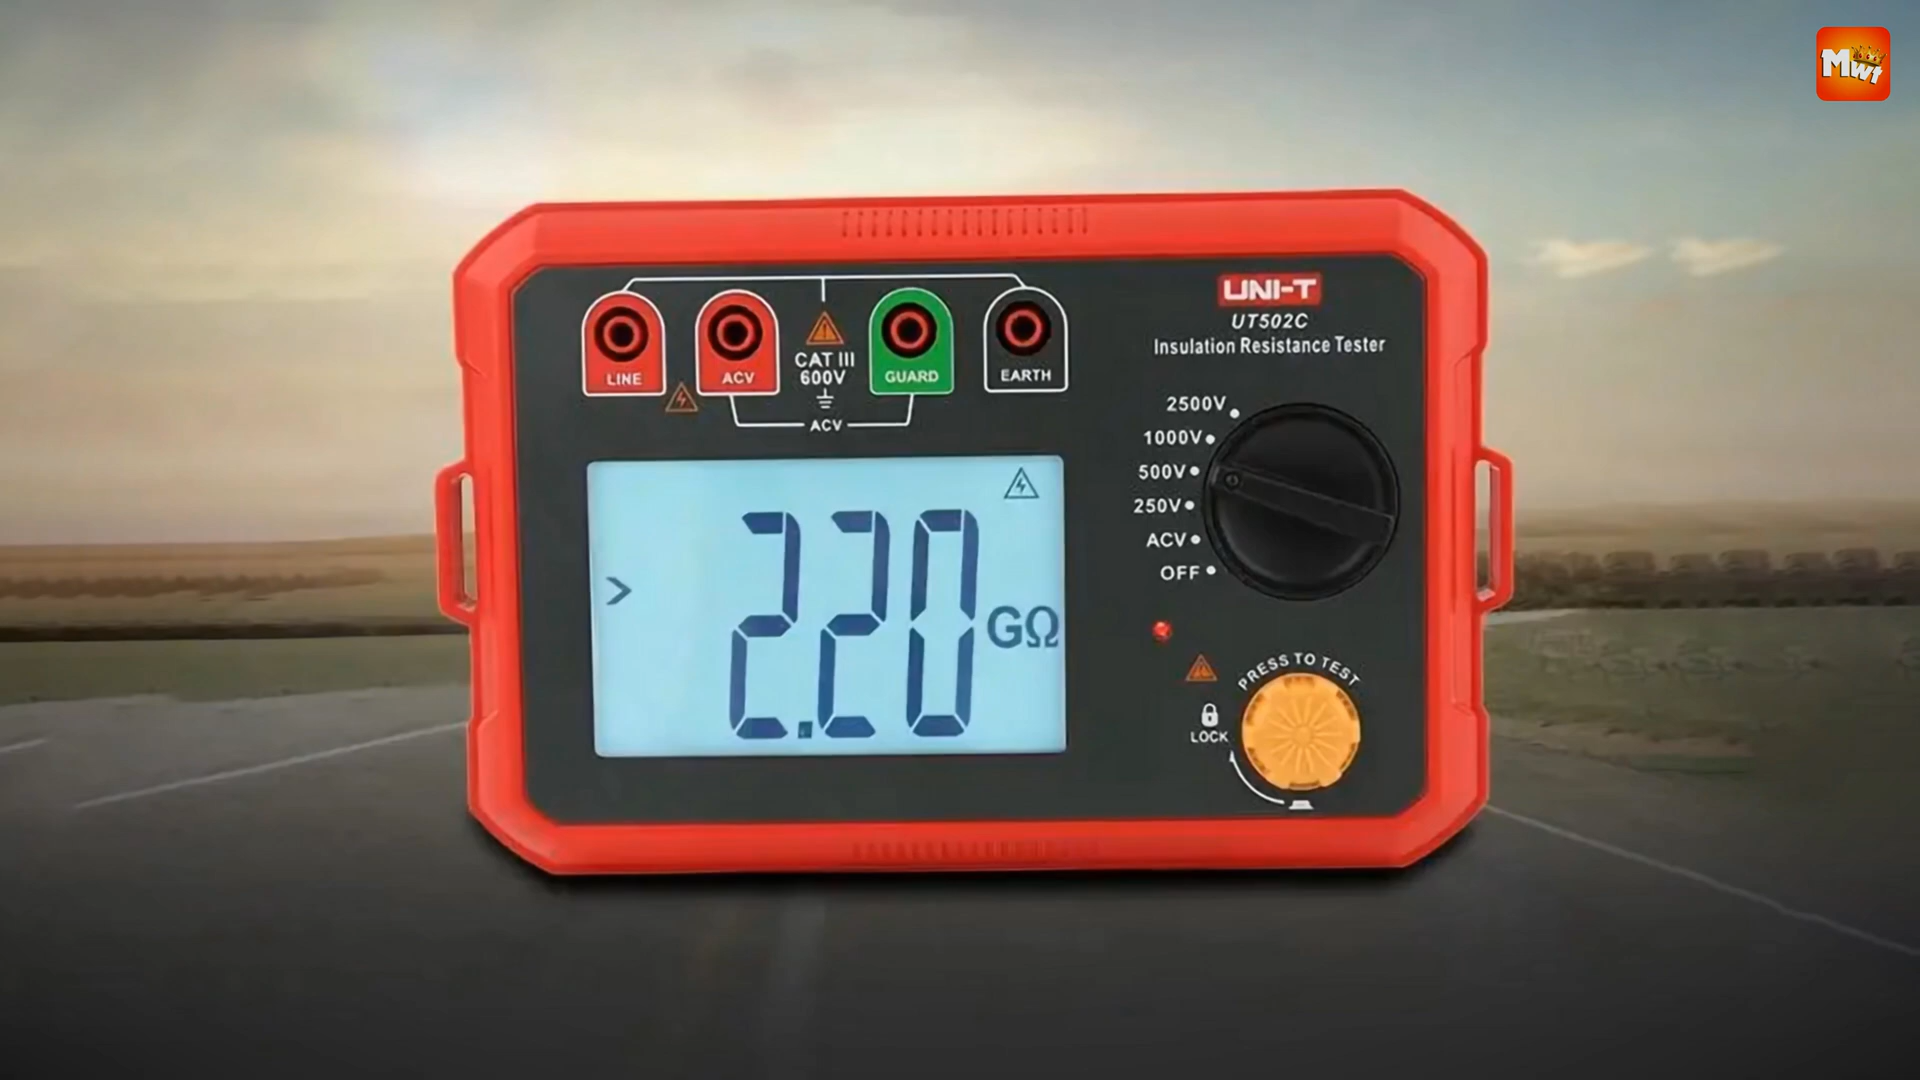 Mwt
UNI-T
UT502C
Insulation Resistance Tester
LINE
ACV
CAT III
600V
GUARD
EARTH
ACV
2500V
1000V
500V
250V
ACV
OFF
> 2.20 GΩ
PRESS TO TEST
LOCK